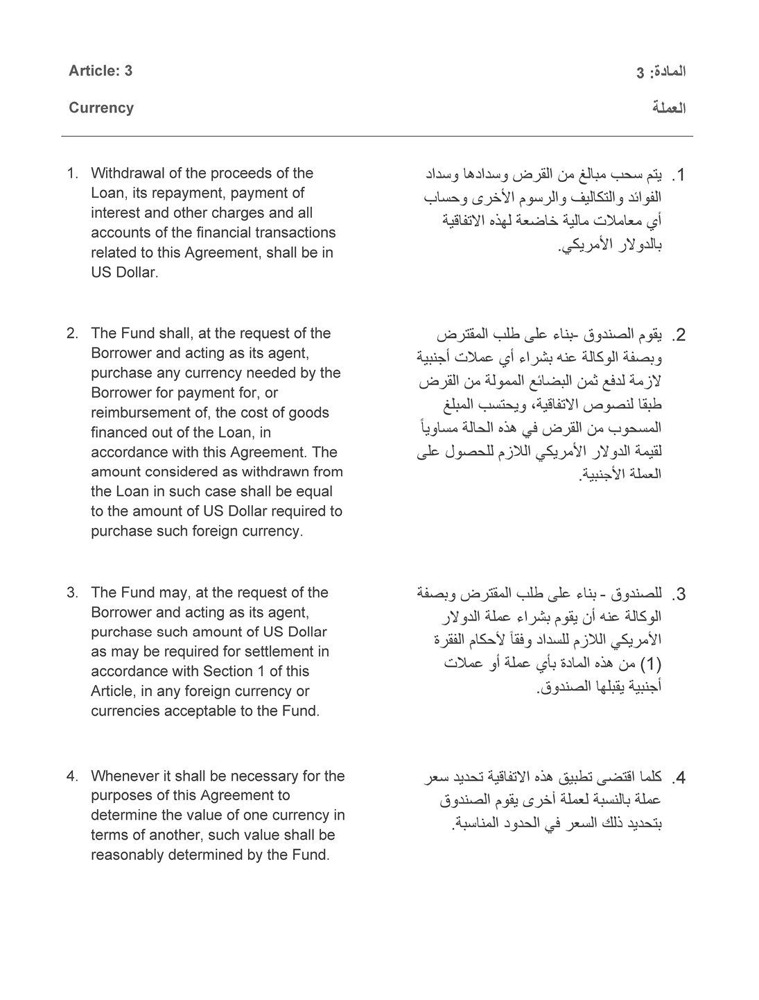 Article: 3
المادة: 3
Currency
العملة
1. Withdrawal of the proceeds of the
Loan, its repayment, payment of
interest and other charges and all
accounts of the financial transactions
related to this Agreement, shall be in
US Dollar.
1. يتم سحب مبالغ من القرض وسدادها وسداد
الفوائد والتكاليف والرسوم الأخرى وحساب
أي معاملات مالية خاضعة لهذه الاتفاقية
بالدولار الأمريكي.
2. The Fund shall, at the request of the
Borrower and acting as its agent,
purchase any currency needed by the
Borrower for payment for, or
reimbursement of, the cost of goods
financed out of the Loan, in
accordance with this Agreement. The
amount considered as withdrawn from
the Loan in such case shall be equal
to the amount of US Dollar required to
purchase such foreign currency.
2. يقوم الصندوق -بناء على طلب المقترض
وبصفة الوكالة عنه بشراء أي عملات أجنبية
لازمة لدفع ثمن البضائع الممولة من القرض
طبقا لنصوص الاتفاقية، ويحتسب المبلغ
المسحوب من القرض في هذه الحالة مساوياً
لقيمة الدولار الأمريكي اللازم للحصول على
العملة الأجنبية.
3. The Fund may, at the request of the
Borrower and acting as its agent,
purchase such amount of US Dollar
as may be required for settlement in
accordance with Section 1 of this
Article, in any foreign currency or
currencies acceptable to the Fund.
3. للصندوق - بناء على طلب المقترض وبصفة
الوكالة عنه أن يقوم بشراء عملة الدولار
الأمريكي اللازم للسداد وفقاً لأحكام الفقرة
(1) من هذه المادة بأي عملة أو عملات
أجنبية يقبلها الصندوق.
4. Whenever it shall be necessary for the
purposes of this Agreement to
determine the value of one currency in
terms of another, such value shall be
reasonably determined by the Fund.
4. كلما اقتضى تطبيق هذه الاتفاقية تحديد سعر
عملة بالنسبة لعملة أخرى يقوم الصندوق
بتحديد ذلك السعر في الحدود المناسبة.